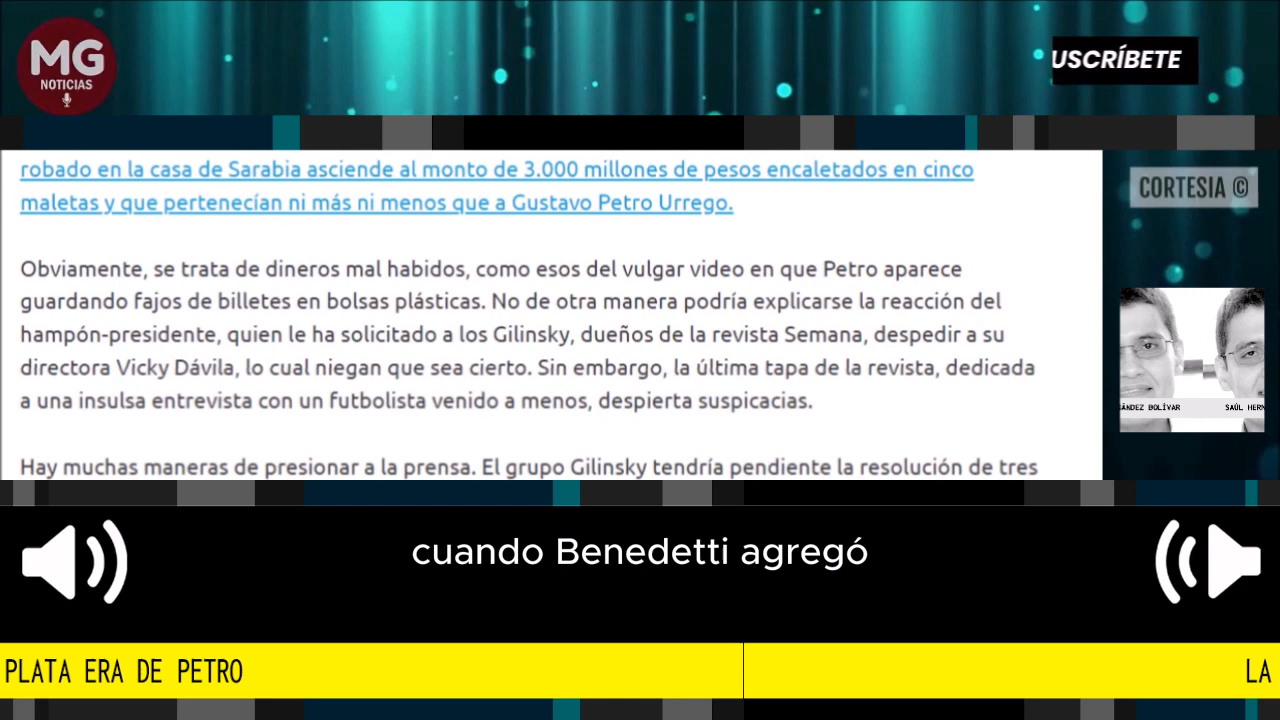 MG
NOTICIAS
USCRÍBETE
robado en la casa de Sarabia asciende al monto de 3.000 millones de pesos encaletados en cinco
maletas y que pertenecían ni más ni menos que a Gustavo Petro Urrego.
CORTESIA ©
Obviamente, se trata de dineros mal habidos, como esos del vulgar video en que Petro aparece
guardando fajos de billetes en bolsas plásticas. No de otra manera podría explicarse la reacción del
hampón-presidente, quien le ha solicitado a los Gilinsky, dueños de la revista Semana, despedir a su
directora Vicky Dávila, lo cual niegan que sea cierto. Sin embargo, la última tapa de la revista, dedicada
a una insulsa entrevista con un futbolista venido a menos, despierta suspicacias.
NÁNDEZ BOLÍVAR SAÚL HERN
Hay muchas maneras de presionar a la prensa. El grupo Gilinsky tendría pendiente la resolución de tres
cuando Benedetti agregó
PLATA ERA DE PETRO LA